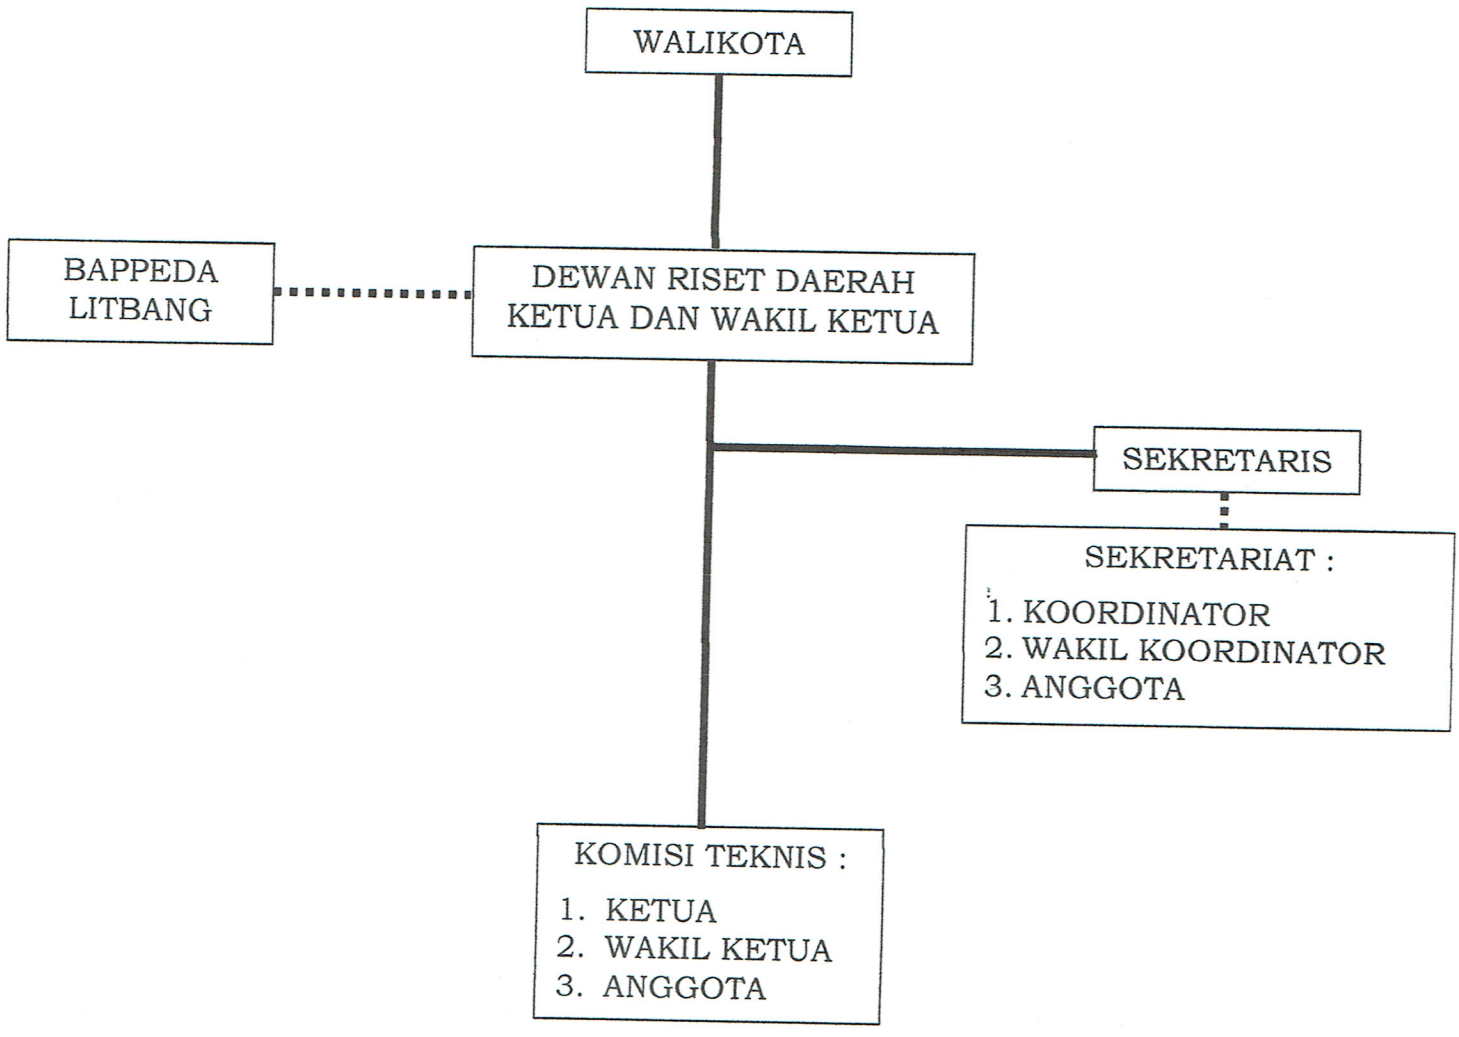 WALIKOTA
BAPPEDA
LITBANG
DEWAN RISET DAERAH
KETUA DAN WAKIL KETUA
SEKRETARIS
SEKRETARIAT :
1. KOORDINATOR
2. WAKIL KOORDINATOR
3. ANGGOTA
KOMISI TEKNIS :
1. KETUA
2. WAKIL KETUA
3. ANGGOTA